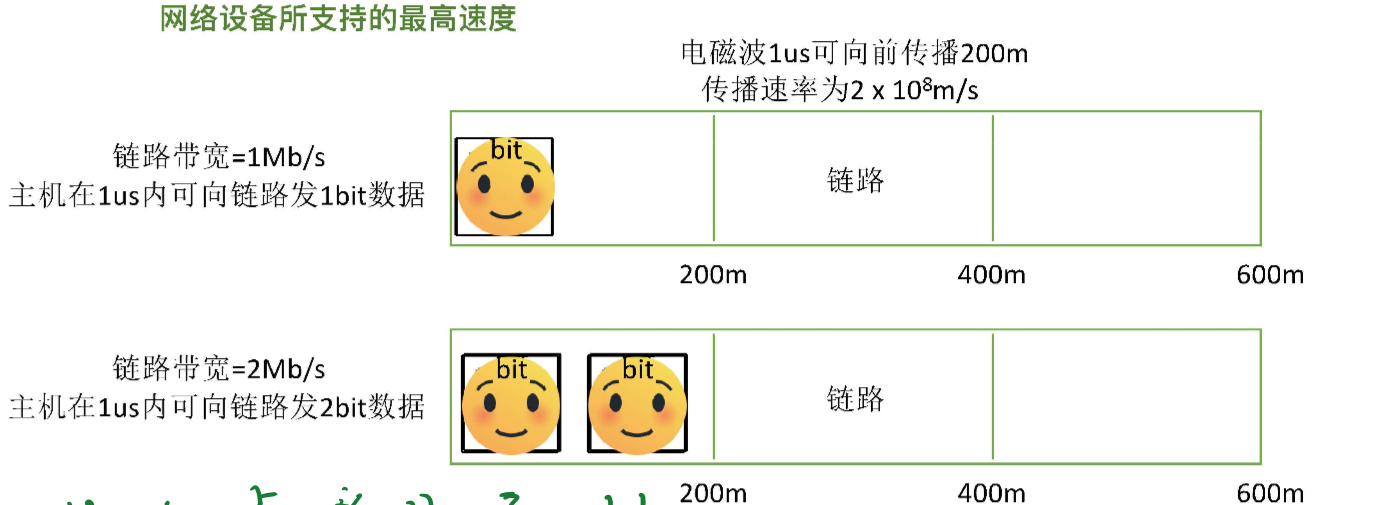 网络设备所支持的最高速度
电磁波1us可向前传播200m
传播速率为2 x 10⁸m/s
链路带宽=1Mb/s
主机在1us内可向链路发1bit数据
bit
链路
200m
400m
600m
链路带宽=2Mb/s
主机在1us内可向链路发2bit数据
bit
bit
链路
200m
400m
600m